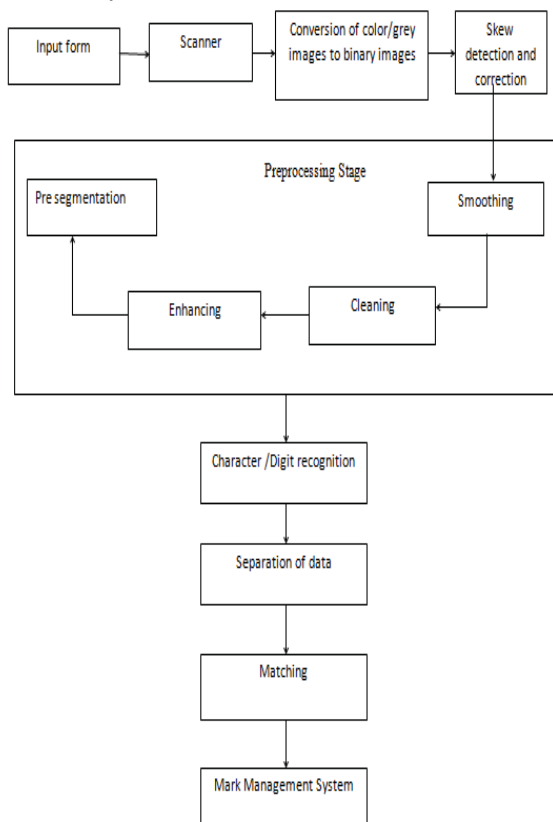 Input form
Scanner
Conversion of color/grey
images to binary images
Skew
detection and
correction
Preprocessing Stage
Pre segmentation
Smoothing
Enhancing
Cleaning
Character /Digit recognition
Separation of data
Matching
Mark Management System